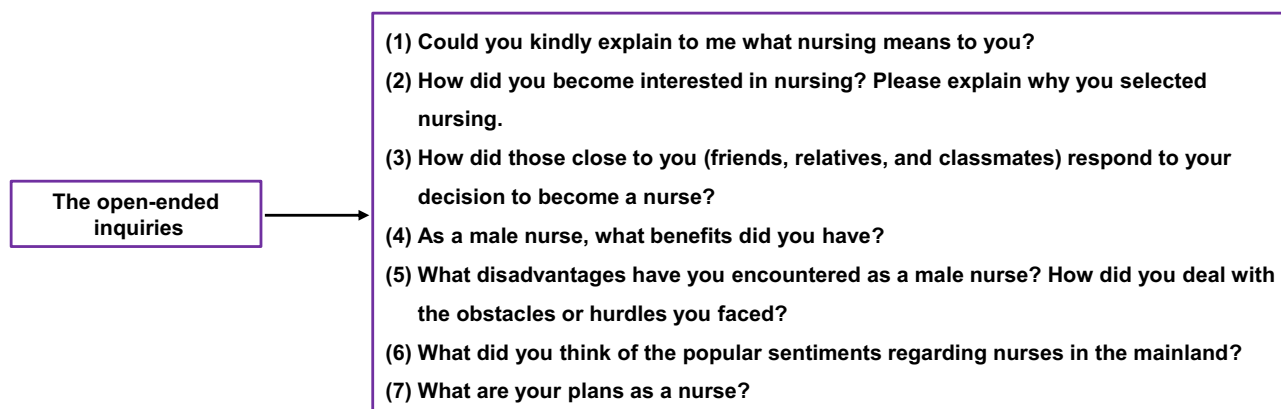 The open-ended
inquiries
(1) Could you kindly explain to me what nursing means to you?
(2) How did you become interested in nursing? Please explain why you selected
nursing.
(3) How did those close to you (friends, relatives, and classmates) respond to your
decision to become a nurse?
(4) As a male nurse, what benefits did you have?
(5) What disadvantages have you encountered as a male nurse? How did you deal with
the obstacles or hurdles you faced?
(6) What did you think of the popular sentiments regarding nurses in the mainland?
(7) What are your plans as a nurse?